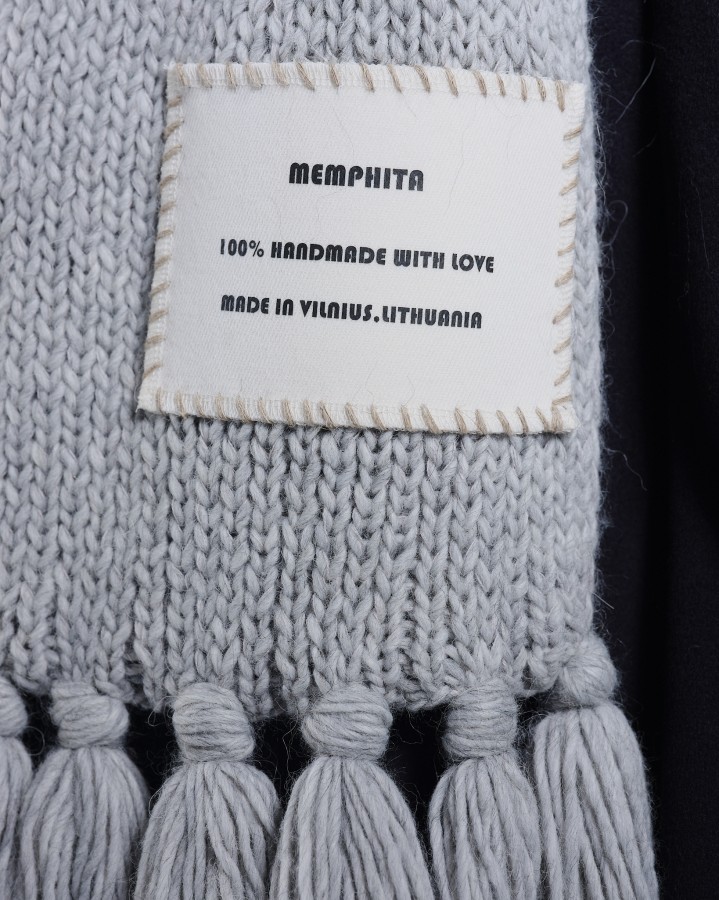 MEMPHITA
100% HANDMADE WITH LOVE
MADE IN VILNIUS.LITHUANIA